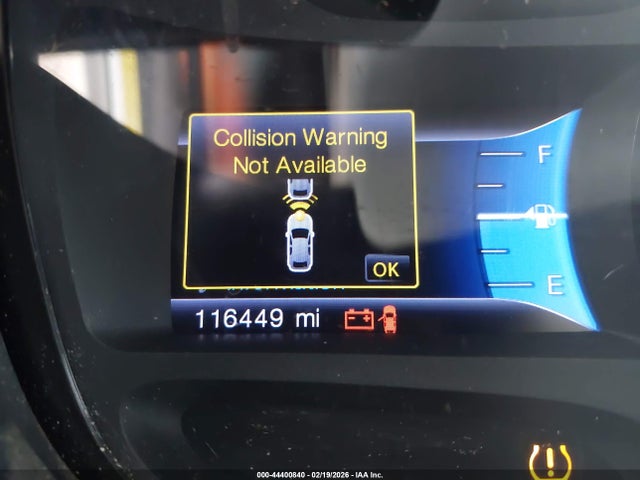 Collision Warning
Not Available
OK
F
E
116449 mi
000-44400840 - 02/19/2026 - IAA Inc.